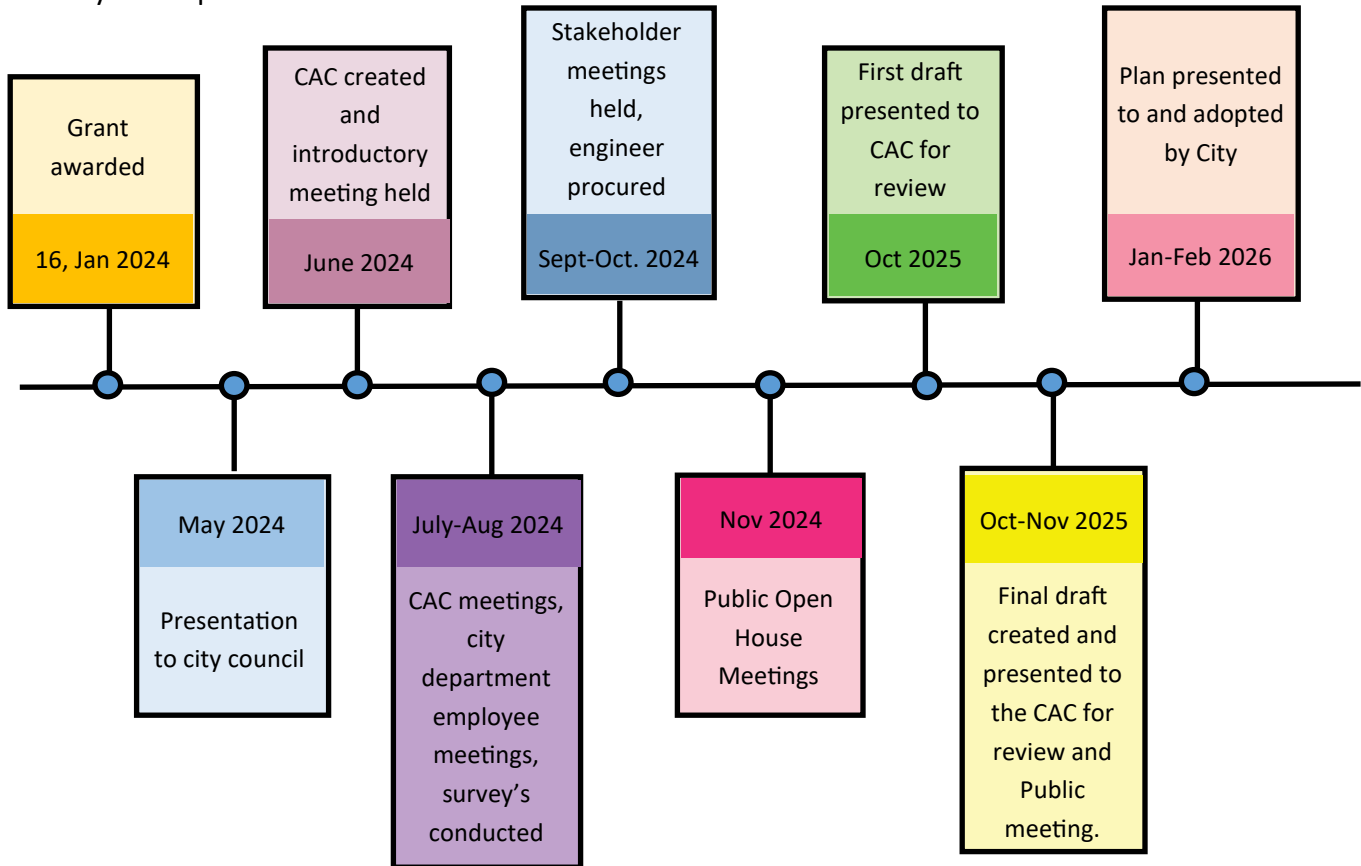 Grant
awarded
16, Jan 2024
May 2024
Presentation
to city council
CAC created
and
introductory
meeting held
June 2024
July-Aug 2024
CAC meetings,
city
department
employee
meetings,
survey’s
conducted
Stakeholder
meetings
held,
engineer
procured
Sept-Oct. 2024
Nov 2024
Public Open
House
Meetings
First draft
presented to
CAC for
review
Oct 2025
Oct-Nov 2025
Final draft
created and
presented to
the CAC for
review and
Public
meeting.
Plan presented
to and adopted
by City
Jan-Feb 2026